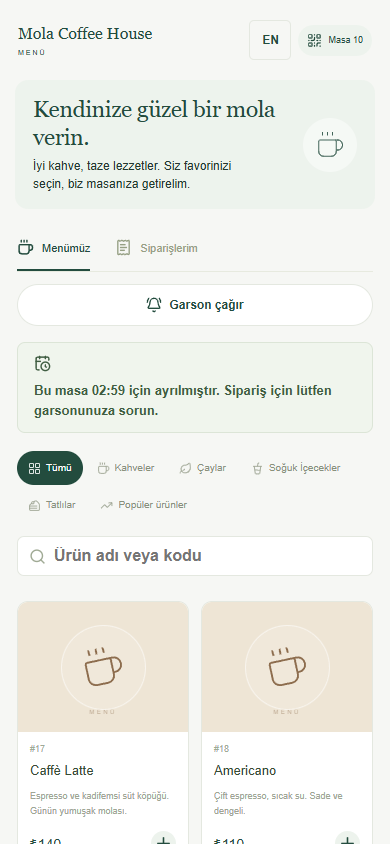 Mola Coffee House
MENÜ
EN
Masa 10
Kendinize güzel bir mola
verin.
İyi kahve, taze lezzetler. Siz favorinizi
seçin, biz masanıza getirelim.
Menümüz
Siparişlerim
Garson çağır
Bu masa 02:59 için ayrılmıştır. Sipariş için lütfen
garsonunuza sorun.
Tümü
Kahveler
Çaylar
Soğuk İçecekler
Tatlılar
Popüler ürünler
Ürün adı veya kodu
MENÜ
MENÜ
#17
Caffè Latte
Espresso ve kadifemsi süt köpüğü.
Günün yumuşak molası.
₺140
#18
Americano
Çift espresso, sıcak su. Sade ve
dengeli.
₺110